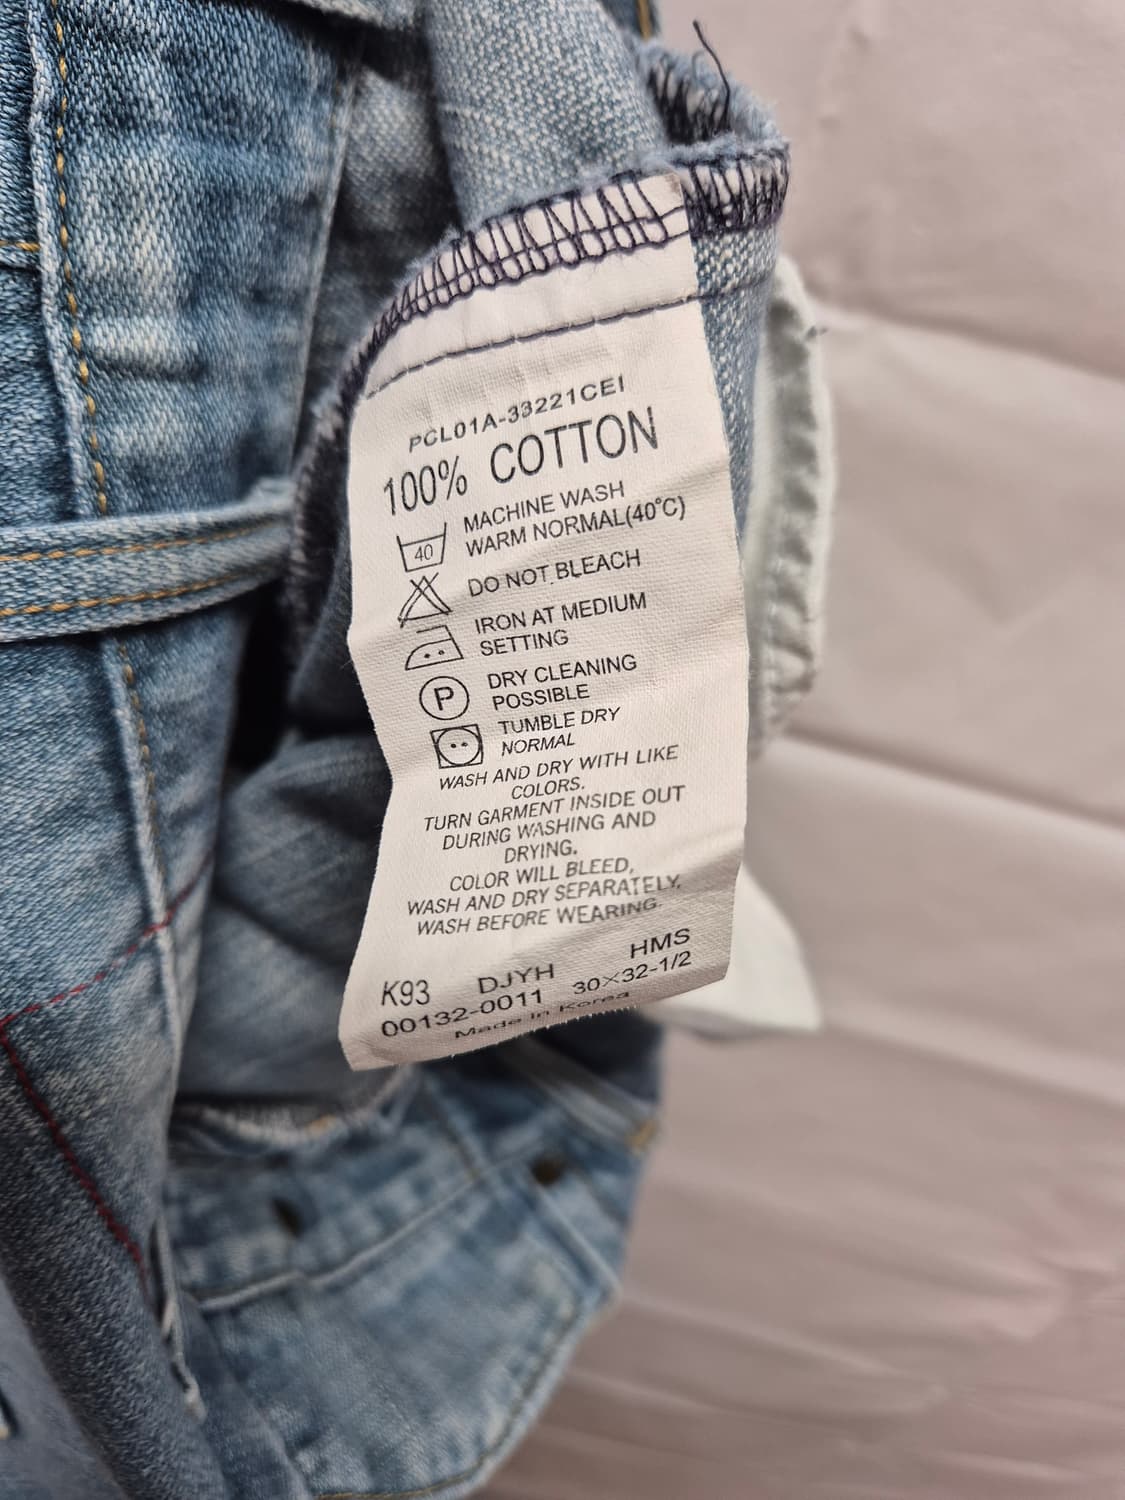 PCL01A-33221CEI
100% COTTON
40
MACHINE WASH
WARM NORMAL(40°C)
DO NOT BLEACH
IRON AT MEDIUM
SETTING
P
DRY CLEANING
POSSIBLE
TUMBLE DRY
NORMAL
WASH AND DRY WITH LIKE
COLORS.
TURN GARMENT INSIDE OUT
DURING WASHING AND
DRYING.
COLOR WILL BLEED,
WASH AND DRY SEPARATELY.
WASH BEFORE WEARING.
K93 DJYH HMS
00132-0011 30×32-1/2
Made In Korea